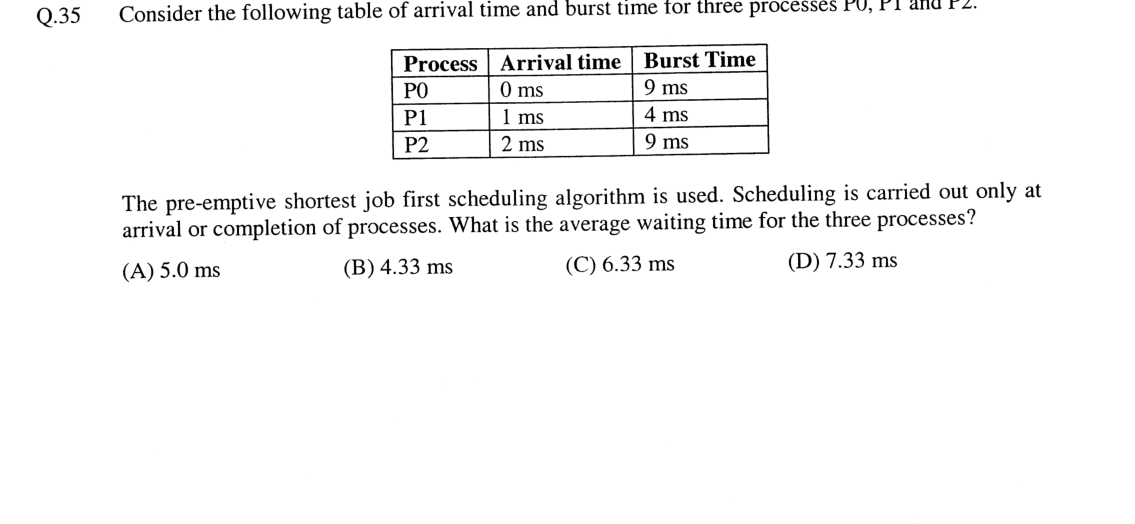 Q.35 Consider the following table of arrival time and burst time for three processes P0, P1 and P2.
Process Arrival time Burst Time
P0 0 ms 9 ms
P1 1 ms 4 ms
P2 2 ms 9 ms
The pre-emptive shortest job first scheduling algorithm is used. Scheduling is carried out only at
arrival or completion of processes. What is the average waiting time for the three processes?
(A) 5.0 ms (B) 4.33 ms (C) 6.33 ms (D) 7.33 ms